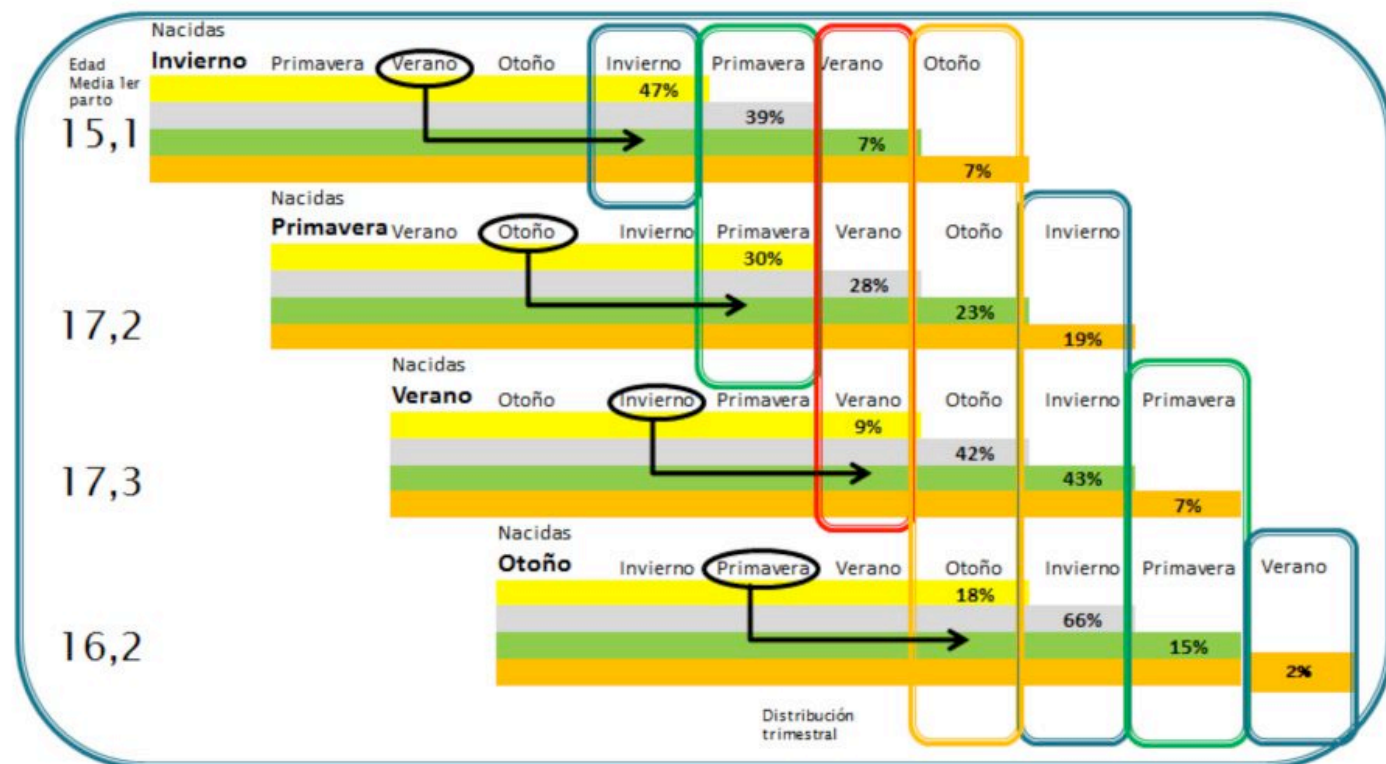 Nacidas
Edad
Media 1er
parto
Invierno Primavera Verano Otoño Invierno Primavera Verano Otoño
47%
39%
15,1
7%
7%
Nacidas
Primavera Verano Otoño Invierno Primavera Verano Otoño Invierno
30%
28%
23%
17,2
19%
Nacidas
Verano Otoño Invierno Primavera Verano Otoño Invierno Primavera
9%
42%
43%
17,3
7%
Nacidas
Otoño Invierno Primavera Verano Otoño Invierno Primavera Verano
18%
66%
15%
16,2
2%
Distribución
trimestral